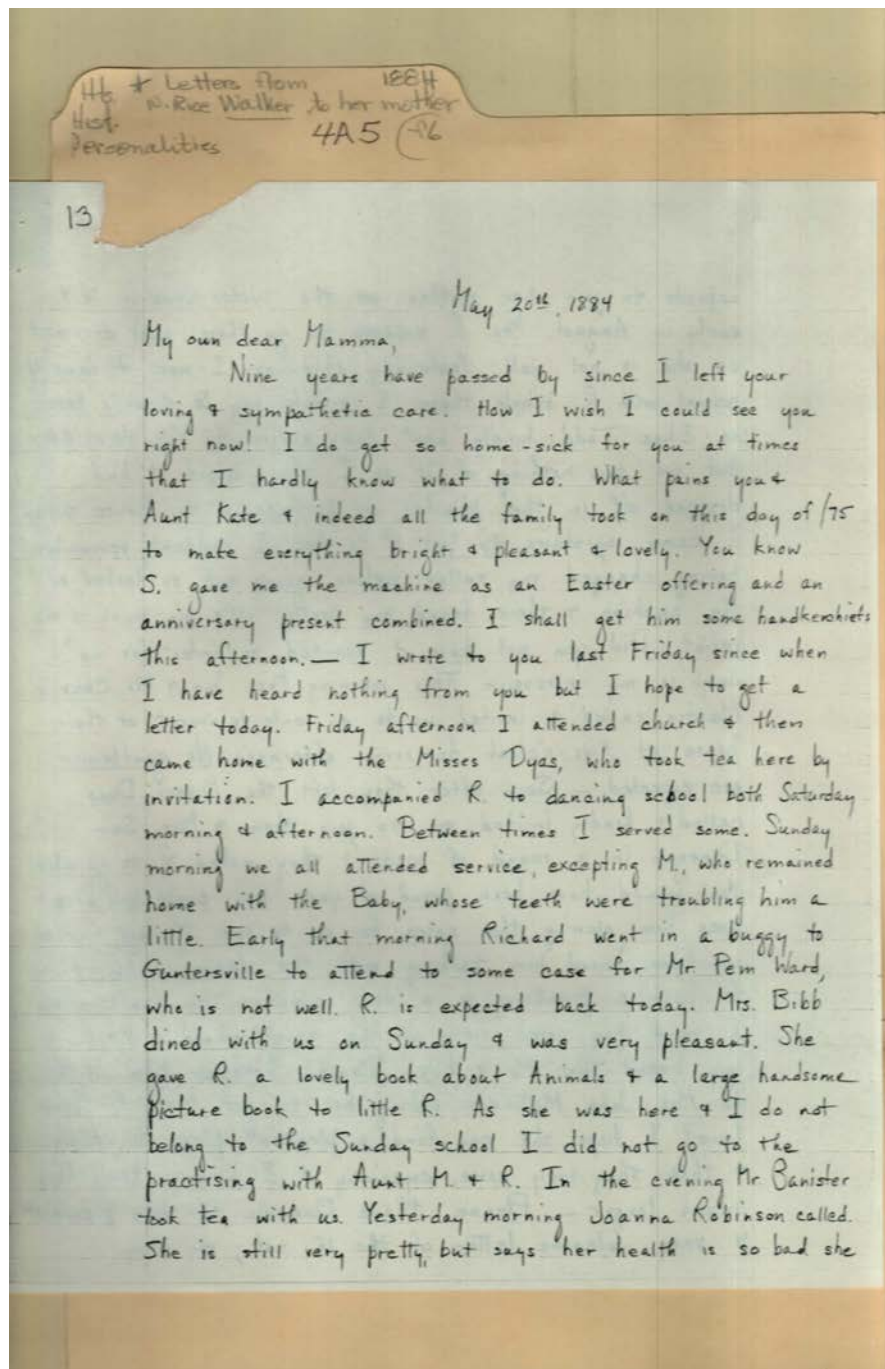 Hts * Letters from 1884
N. Rice Walker to her mother
Hist.
Personalities 4A5 f6
13
May 20th, 1884
My own dear Mamma,
Nine years have passed by since I left your
loving & sympathetic care. How I wish I could see you
right now! I do get so home-sick for you at times
that I hardly know what to do. What pains you &
Aunt Kate & indeed all the family took on this day of /75
to make everything bright & pleasant & lovely. You know
S. gave me the machine as an Easter offering and an
anniversary present combined. I shall get him some handkerchiefs
this afternoon. — I wrote to you last Friday since when
I have heard nothing from you but I hope to get a
letter today. Friday afternoon I attended church & then
came home with the Misses Dyas, who took tea here by
invitation. I accompanied R. to dancing school both Saturday
morning & afternoon. Between times I served some. Sunday
morning we all attended service, excepting M., who remained
home with the Baby, whose teeth were troubling him a
little. Early that morning Richard went in a buggy to
Guntersville to attend to some case for Mr. Pem Ward,
who is not well. R. is expected back today. Mrs. Bibb
dined with us on Sunday & was very pleasant. She
gave R. a lovely book about Animals & a large handsome
picture book to little R. As she was here & I do not
belong to the Sunday school I did not go to the
practising with Aunt M. & R. In the evening Mr. Banister
took tea with us. Yesterday morning Joanna Robinson called.
She is still very pretty, but says her health is so bad she